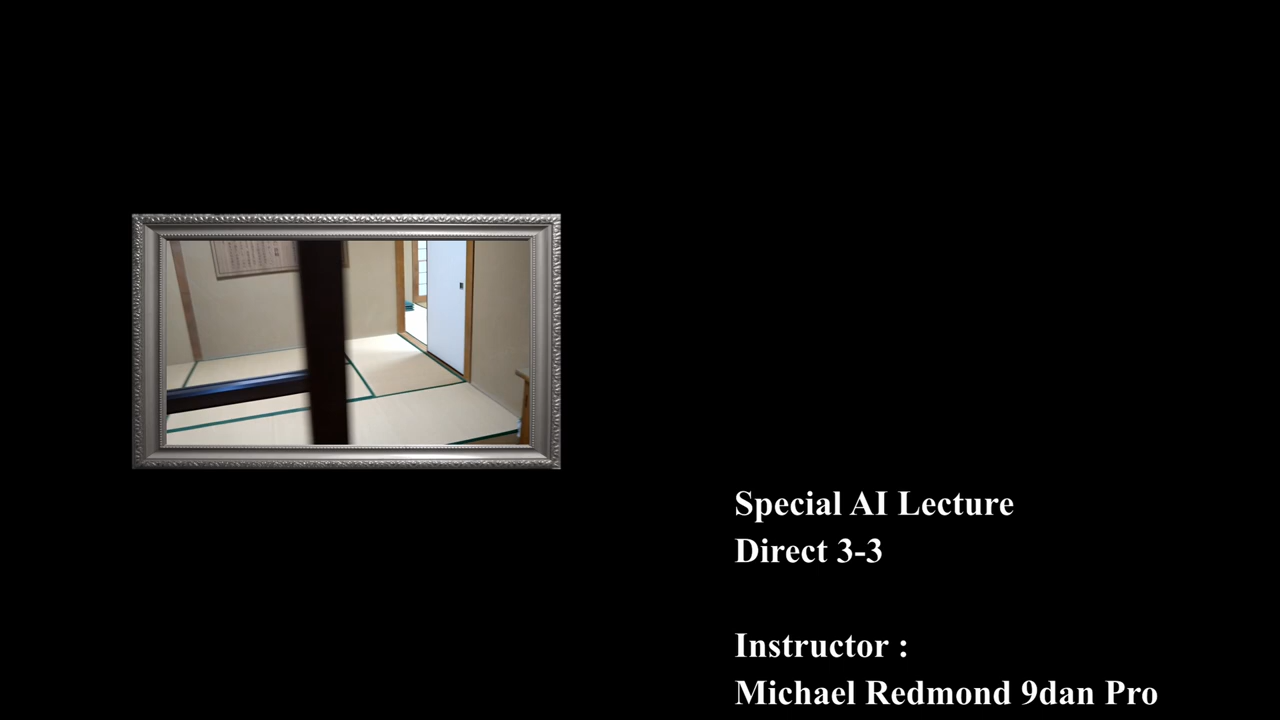 Special AI Lecture
Direct 3-3
Instructor :
Michael Redmond 9dan Pro